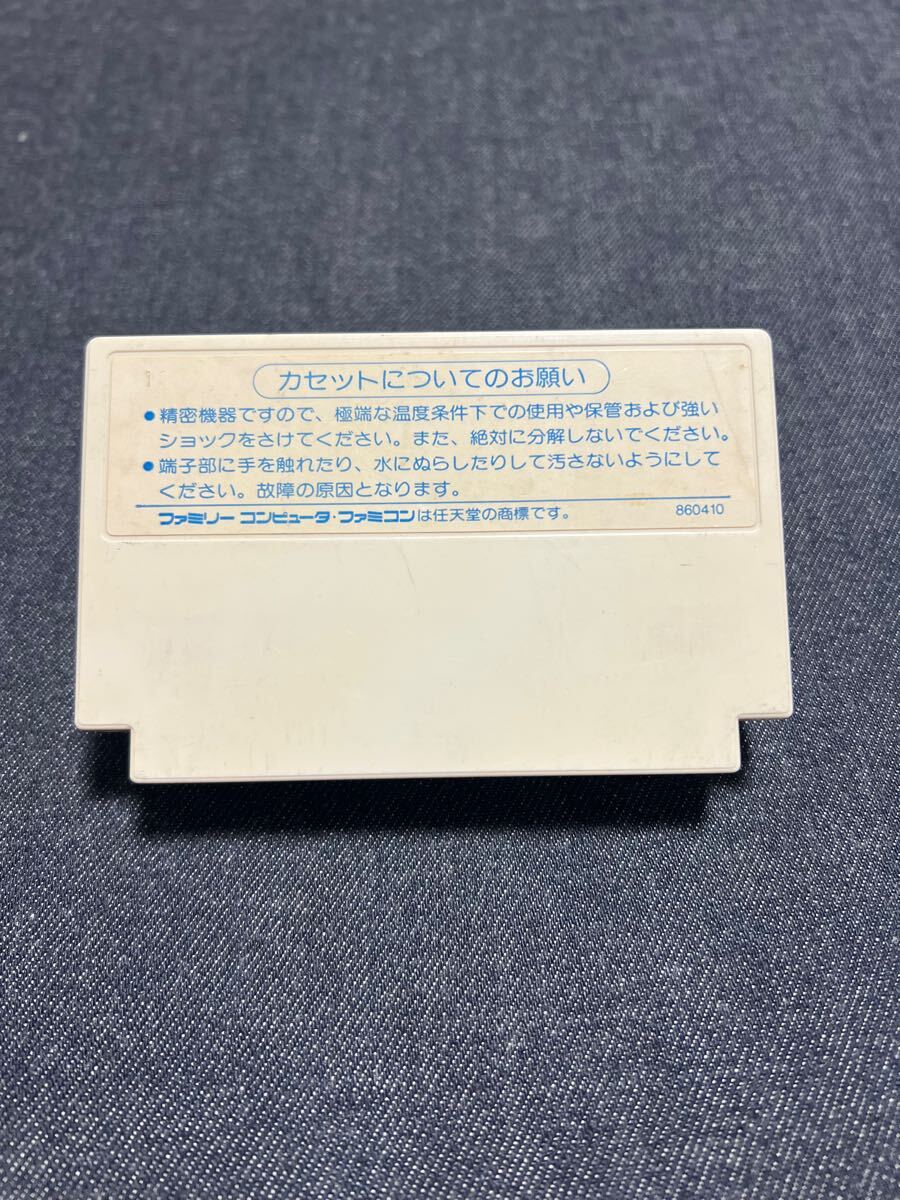 カセットについてのお願い
●精密機器ですので、極端な温度条件下での使用や保管および強い
ショックをさけてください。また、絶対に分解しないでください。
●端子部に手を触れたり、水にぬらしたりして汚さないようにして
ください。故障の原因となります。
ファミリーコンピュータ・ファミコンは任天堂の商標です。 860410